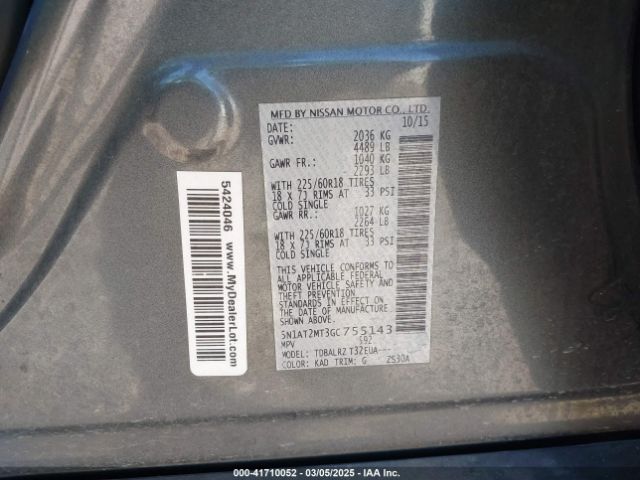 MFD BY NISSAN MOTOR CO., LTD.
DATE: 10/15
GVWR: 2036 KG
4489 LB
GAWR FR.: 1040 KG
2293 LB
WITH 225/60R18 TIRES
18 X 7J RIMS AT 33 PSI
COLD SINGLE
GAWR RR.: 1027 KG
2264 LB
WITH 225/60R18 TIRES
18 X 7J RIMS AT 33 PSI
COLD SINGLE
THIS VEHICLE CONFORMS TO
ALL APPLICABLE FEDERAL
MOTOR VEHICLE SAFETY AND
THEFT PREVENTION
STANDARDS IN EFFECT ON
THE DATE OF MANUFACTURE
SHOWN ABOVE.
5N1AT2MT3GC755143
MPV 592
MODEL: TDBALRZ T32EUA---
COLOR: KAD TRIM: G 2530A
5424046 www.MyDealerLot.com
000-41710052 | 03/05/2025 | IAA Inc.